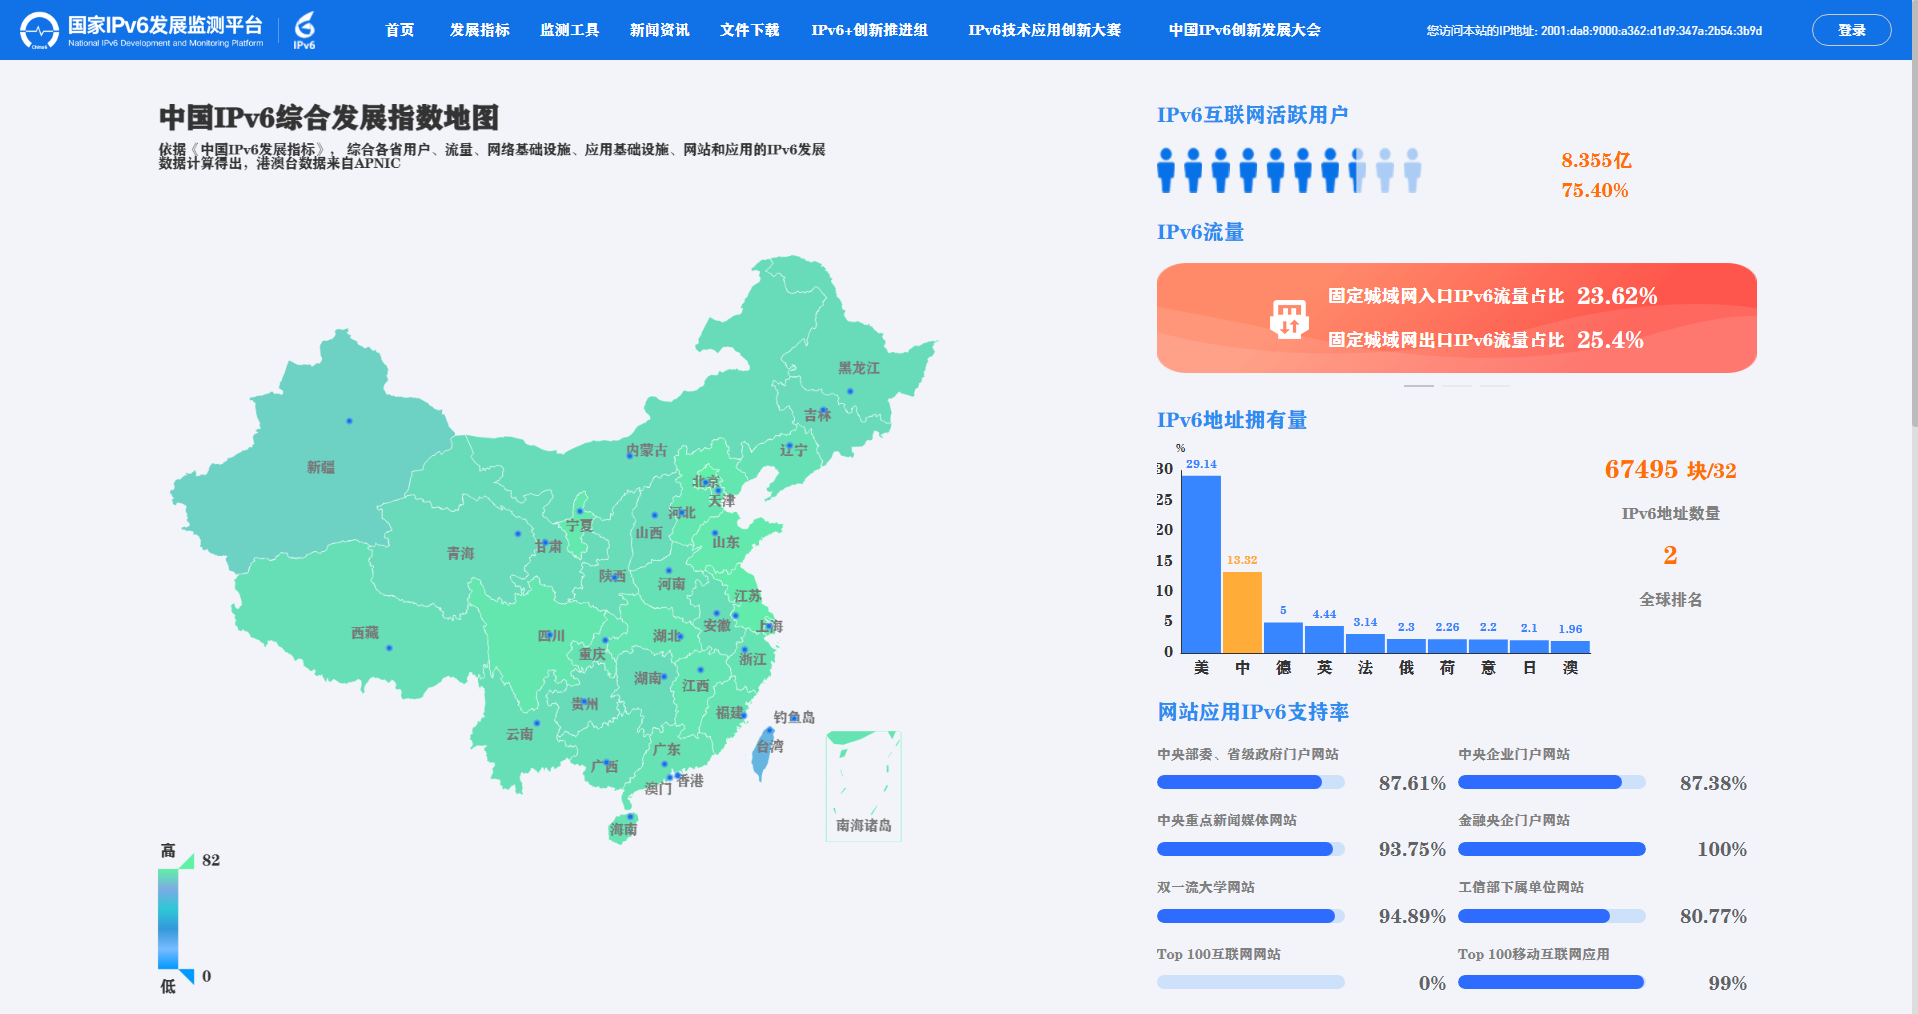 国家IPv6发展监测平台
National IPv6 Development and Monitoring Platform
China6
IPv6
首页 发展指标 监测工具 新闻资讯 文件下载 IPv6+创新推进组 IPv6技术应用创新大赛 中国IPv6创新发展大会
您访问本站的IP地址: 2001:da8:9000:a362:d1d9:347a:2b54:3b9d
登录
中国IPv6综合发展指数地图
依据《中国IPv6发展指标》， 综合各省用户、流量、网络基础设施、应用基础设施、网站和应用的IPv6发展
数据计算得出，港澳台数据来自APNIC
黑龙江
吉林
辽宁
内蒙古
新疆
北京
天津
河北
宁夏
山西
山东
甘肃
青海
陕西
河南
江苏
安徽
上海
西藏
四川
湖北
重庆
浙江
湖南
江西
贵州
福建
钓鱼岛
云南
台湾
广东
广西
香港
澳门
海南
南海诸岛
高
82
0
低
IPv6互联网活跃用户
8.355亿
75.40%
IPv6流量
固定城域网入口IPv6流量占比 23.62%
固定城域网出口IPv6流量占比 25.4%
IPv6地址拥有量
%
30
25
20
15
10
5
0
29.14
13.32
5
4.44
3.14
2.3
2.26
2.2
2.1
1.96
美 中 德 英 法 俄 荷 意 日 澳
67495 块/32
IPv6地址数量
2
全球排名
网站应用IPv6支持率
中央部委、省级政府门户网站
87.61%
中央企业门户网站
87.38%
中央重点新闻媒体网站
93.75%
金融央企门户网站
100%
双一流大学网站
94.89%
工信部下属单位网站
80.77%
Top 100互联网网站
0%
Top 100移动互联网应用
99%